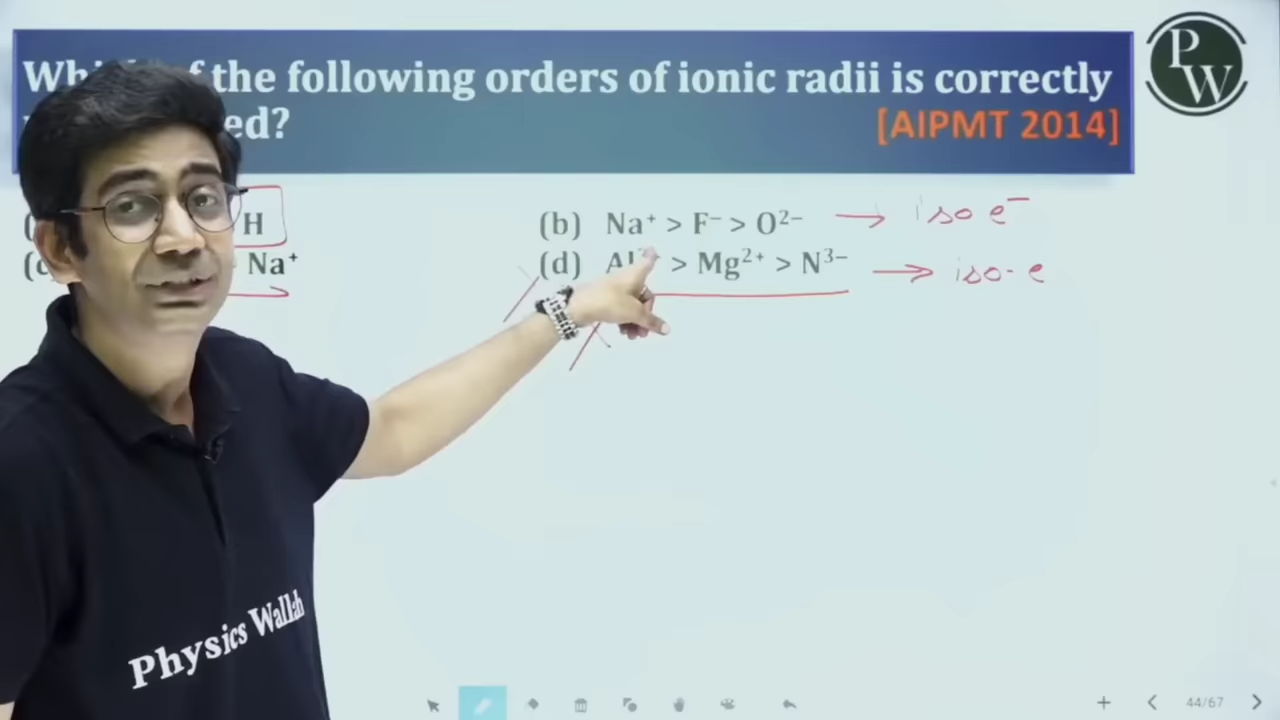 the following orders of ionic radii is correctly
ed?
[AIPMT 2014]
PW
H
(b) Na⁺ > F⁻ > O²⁻ → iso e⁻
Na⁺
(d) > Mg²⁺ > N³⁻ → iso-e
Physics Wallah
44/67